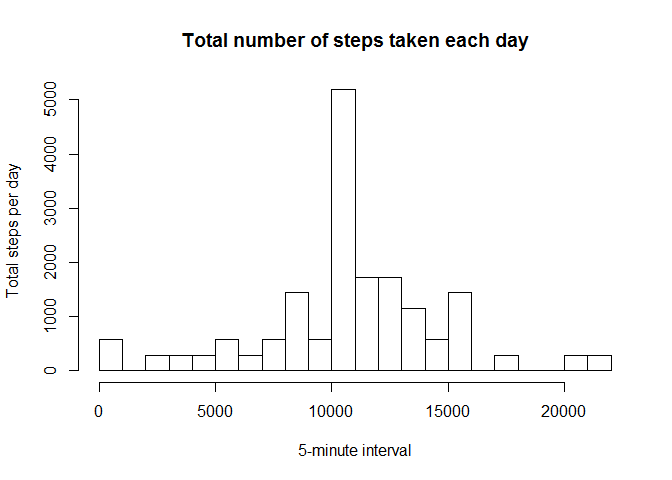 Total number of steps taken each day
Total steps per day
5000
4000
3000
2000
1000
0
0 5000 10000 15000 20000
5-minute interval